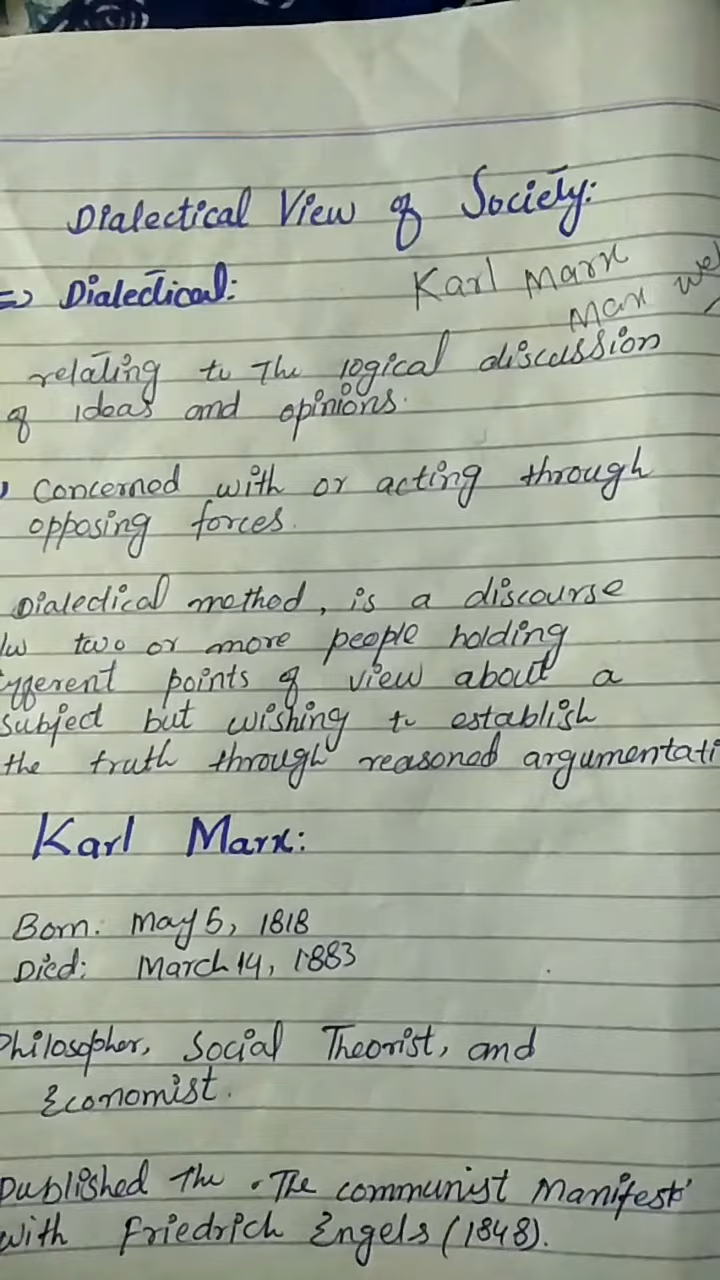 Dialectical View of Society:
=> Dialectical:
Karl Marx
Max we
relating to The logical discussion
of ideas and opinions.
concerned with or acting through
opposing forces.
Dialectical method, is a discourse
b/w two or more people holding
fferent points of view about a
subject but wishing to establish
the truth through reasoned argumentati
Karl Marx:
Born: May 5, 1818
Died: March 14, 1883
Philosopher, Social Theorist, and
Economist.
Published The "The communist Manifest"
with Friedrich Engels (1848).